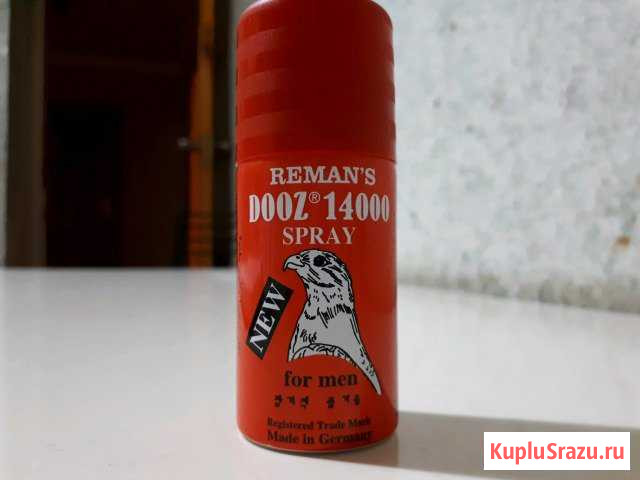 REMAN'S
DOOZ® 14000
SPRAY
NEW
for men
Registered Trade Mark
Made in Germany
KupluSrazu.ru